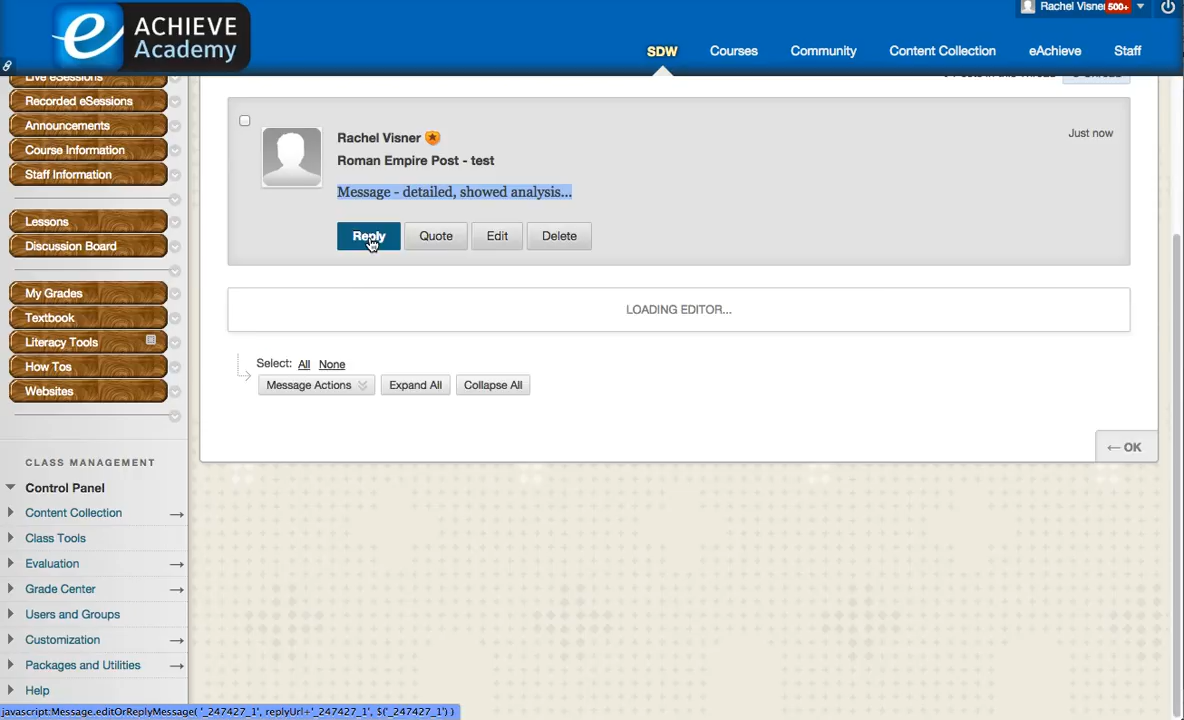 Rachel Visner 500+
e ACHIEVE Academy
SDW Courses Community Content Collection eAchieve Staff
Live eSessions
Recorded eSessions
Announcements
Course Information
Staff Information
Lessons
Discussion Board
My Grades
Textbook
Literacy Tools
How Tos
Websites
CLASS MANAGEMENT
Control Panel
Content Collection
Class Tools
Evaluation
Grade Center
Users and Groups
Customization
Packages and Utilities
Help
Rachel Visner
Just now
Roman Empire Post - test
Message - detailed, showed analysis...
Reply Quote Edit Delete
LOADING EDITOR...
Select: All None
Message Actions Expand All Collapse All
← OK
javascript:Message.editOrReplyMessage( '_247427_1', replyUrl+'_247427_1', $('_247427_1') )